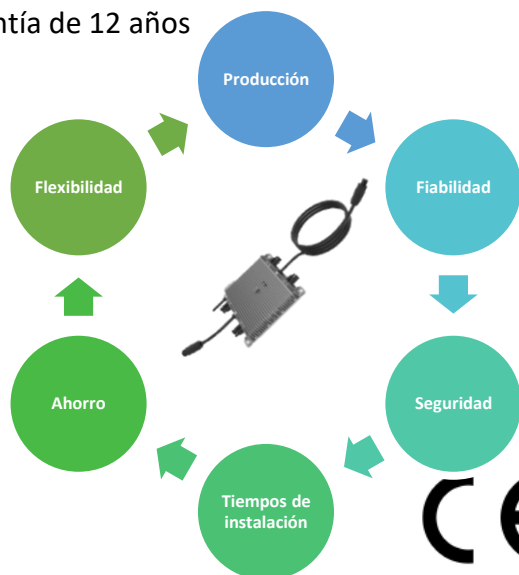 ntía de 12 años
Producción
Flexibilidad
Fiabilidad
Ahorro
Seguridad
Tiempos de
instalación
CE